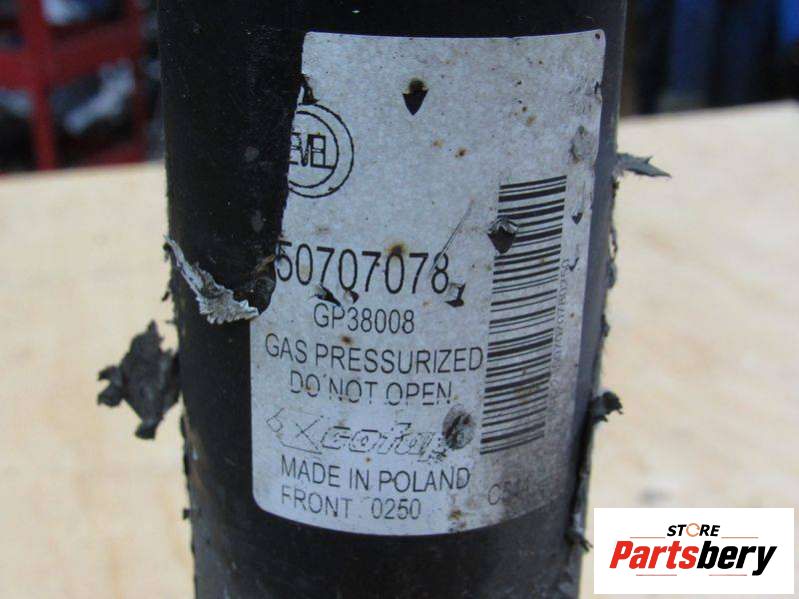 50707078
GP38008
GAS PRESSURIZED
DO NOT OPEN
MADE IN POLAND
FRONT 0250
STORE
Partsbery